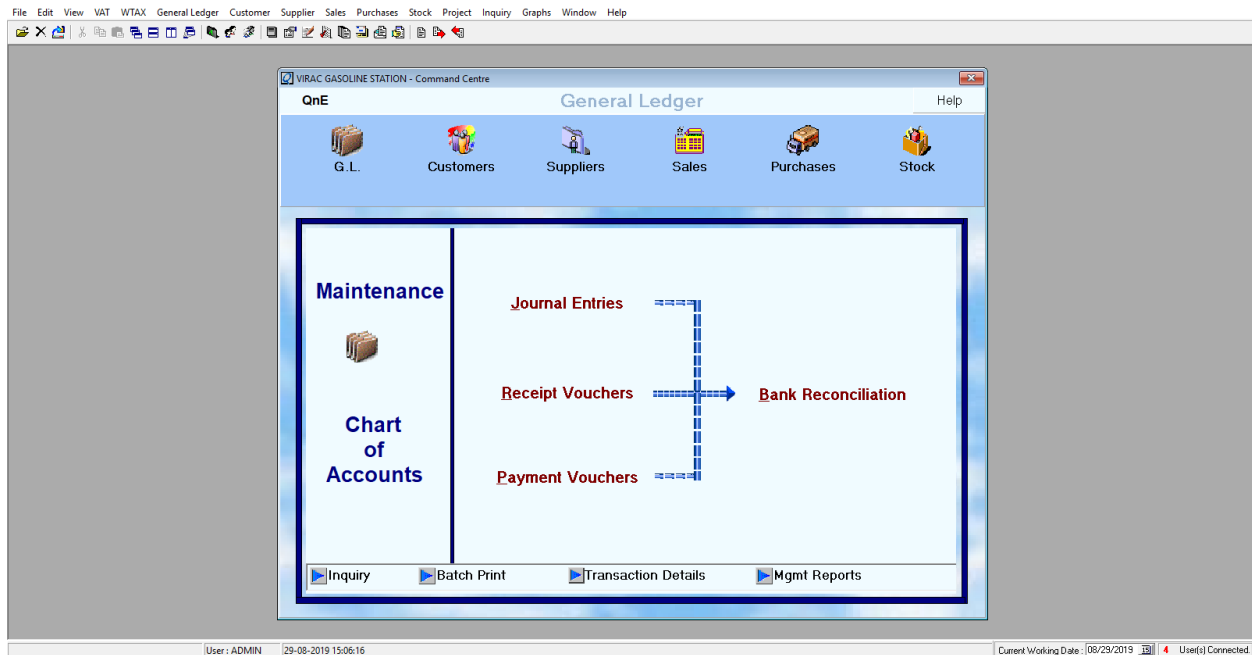 File Edit View VAT WTAX General Ledger Customer Supplier Sales Purchases Stock Project Inquiry Graphs Window Help
VIRAC GASOLINE STATION - Command Centre
QnE General Ledger Help
G.L. Customers Suppliers Sales Purchases Stock
Maintenance
Chart
of
Accounts
Journal Entries
Receipt Vouchers
Payment Vouchers
Bank Reconciliation
Inquiry Batch Print Transaction Details Mgmt Reports
User : ADMIN 29-08-2019 15:06:16 Current Working Date : 08/29/2019 15 4 User(s) Connected.